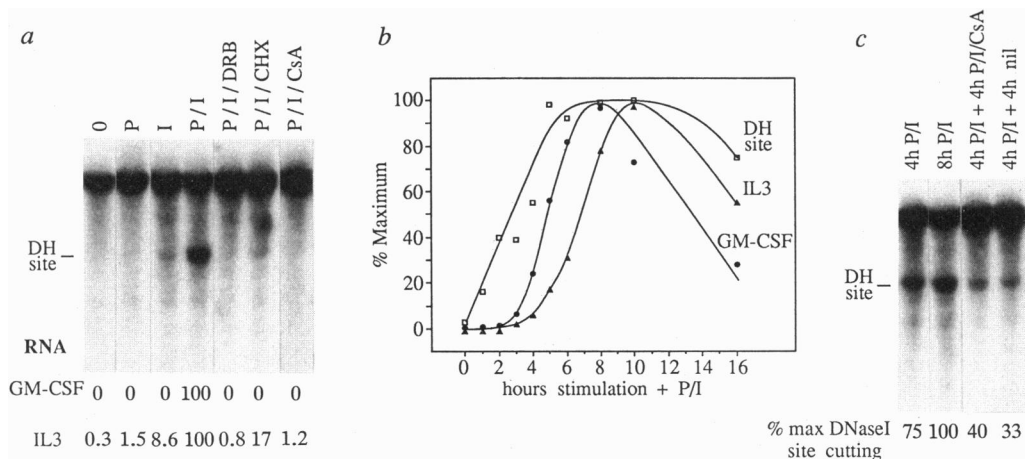 a
0
P
I
P / I
P / I / DRB
P / I / CHX
P / I / CsA
DH
site
RNA
GM-CSF 0 0 0 100 0 0 0
IL3 0.3 1.5 8.6 100 0.8 17 1.2
b
% Maximum
100
80
60
40
20
0
0 2 4 6 8 10 12 14 16
hours stimulation + P/I
DH
site
IL3
GM-CSF
c
4h P/I
8h P/I
4h P/I + 4h P/I/CsA
4h P/I + 4h nil
DH
site
% max DNaseI 75 100 40 33
site cutting